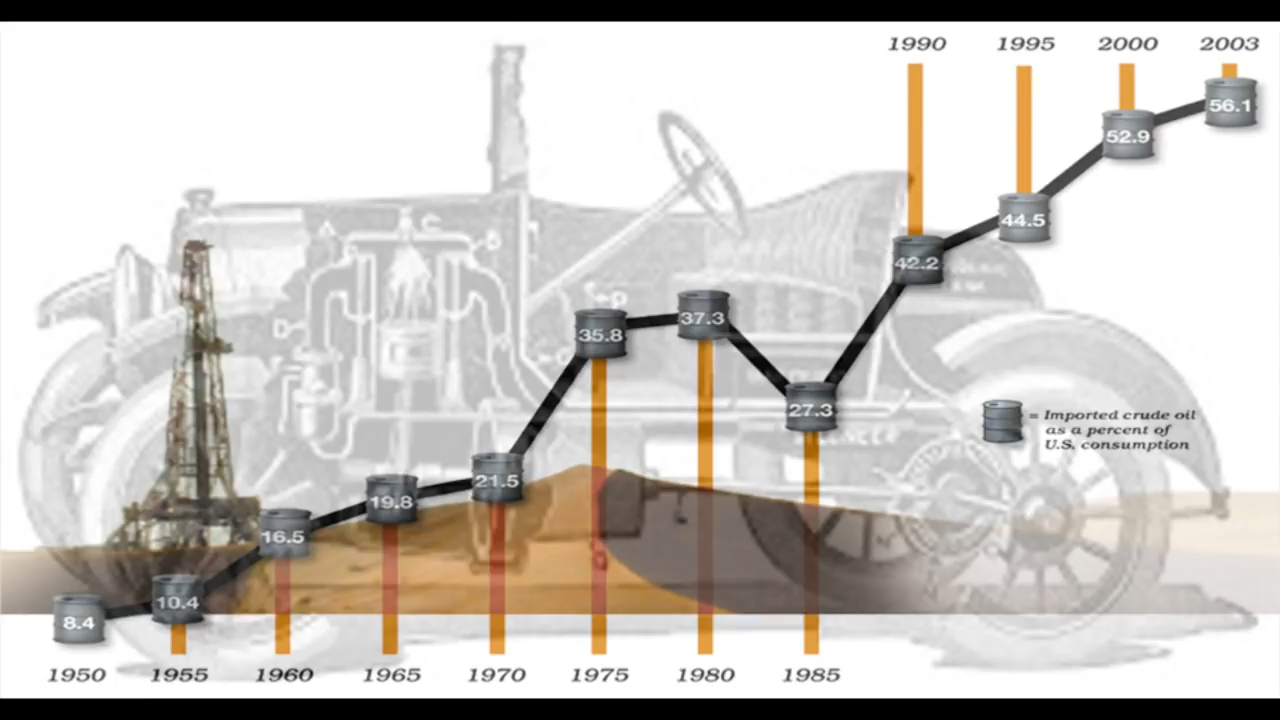 1990 1995 2000 2003
56.1
52.9
44.5
42.2
37.3
35.8
27.3
= Imported crude oil
as a percent of
U.S. consumption
21.5
19.8
16.5
10.4
8.4
1950 1955 1960 1965 1970 1975 1980 1985